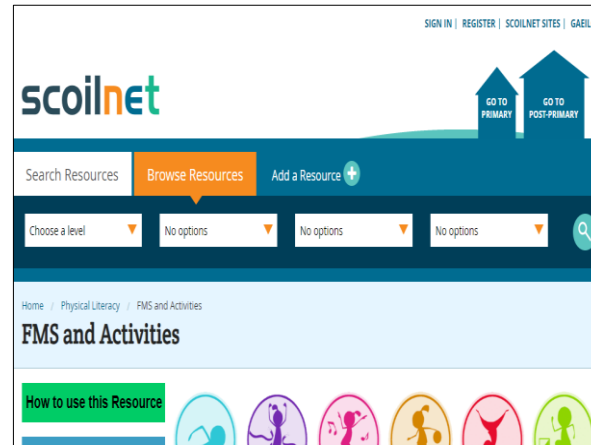 SIGN IN | REGISTER | SCOILNET SITES | GAEIL
scoilnet
GO TO PRIMARY
GO TO POST-PRIMARY
Search Resources Browse Resources Add a Resource
Choose a level No options No options No options
Home / Physical Literacy / FMS and Activities
FMS and Activities
How to use this Resource